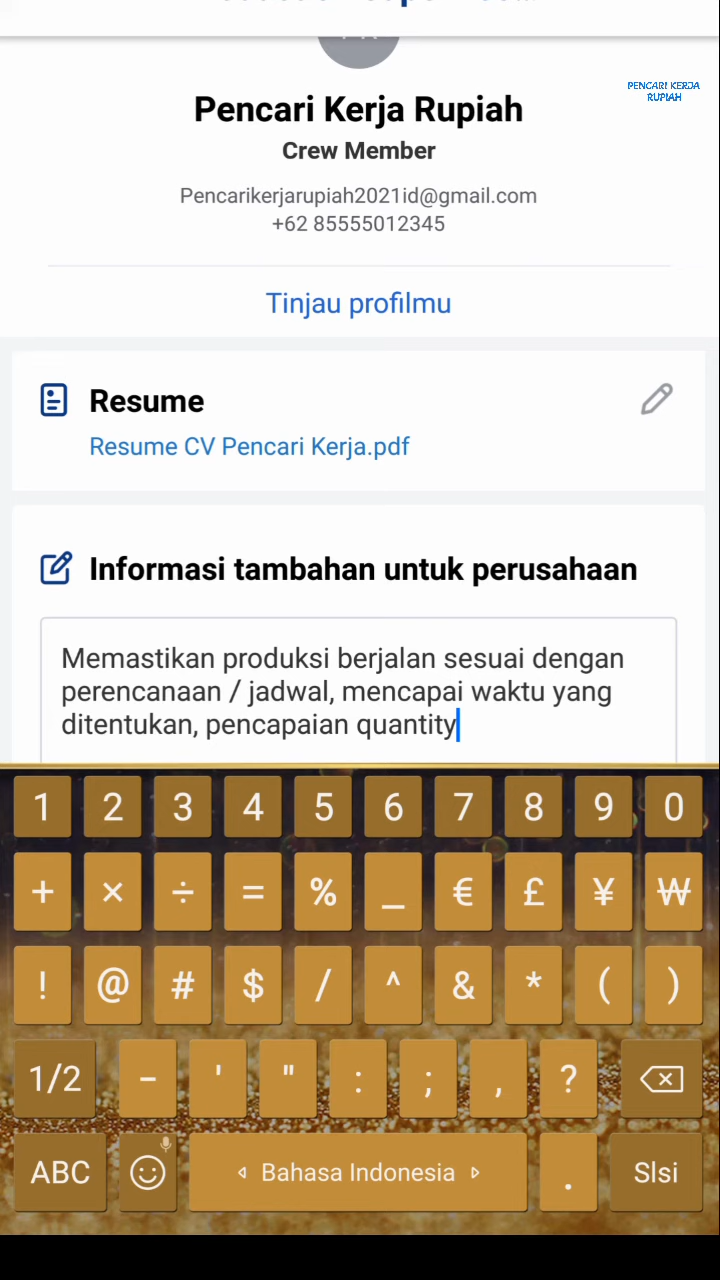 PENCARI KERJA
RUPIAH
Pencari Kerja Rupiah
Crew Member
Pencarikerjarupiah2021id@gmail.com
+62 85555012345
Tinjau profilmu
Resume
Resume CV Pencari Kerja.pdf
Informasi tambahan untuk perusahaan
Memastikan produksi berjalan sesuai dengan
perencanaan / jadwal, mencapai waktu yang
ditentukan, pencapaian quantity
1 2 3 4 5 6 7 8 9 0
+ × ÷ = % _ € £ ¥ ₩
! @ # $ / ^ & * ( )
1/2 - ' " : ; , ?
ABC Bahasa Indonesia . Slsi